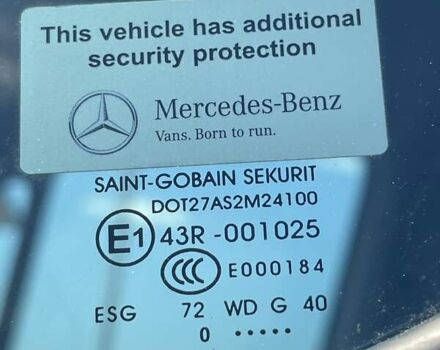 This vehicle has additional
security protection
Mercedes-Benz
Vans. Born to run.
SAINT-GOBAIN SEKURIT
DOT27AS2M24100
E1 43R -001025
CCC E000184
ESG 72 WD G 40
0 •••••